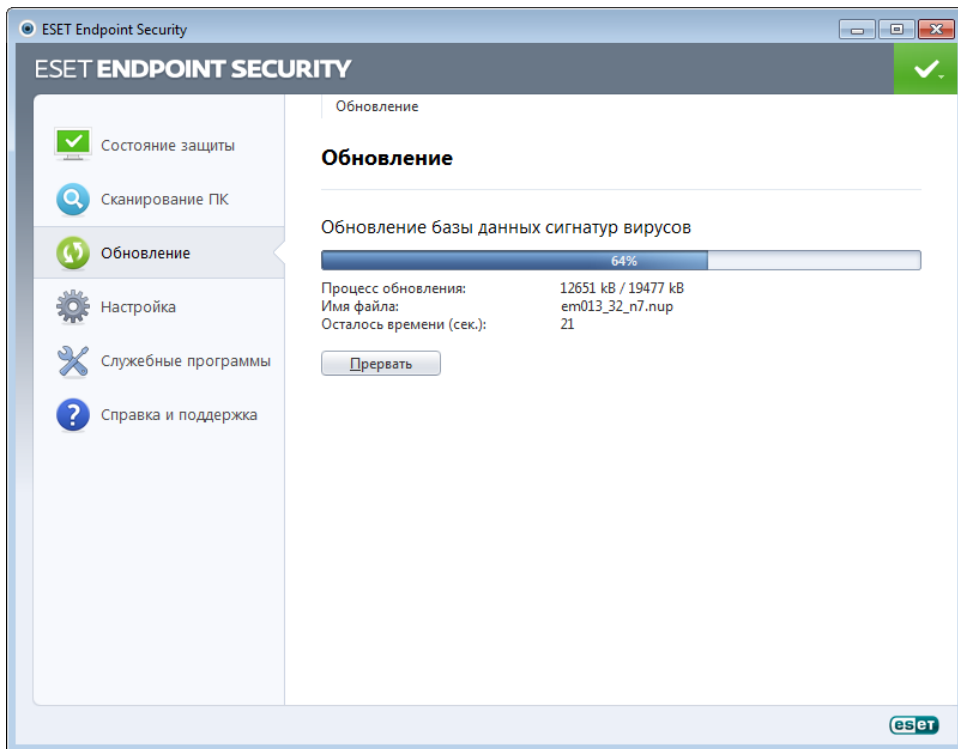 ESET Endpoint Security
ESET ENDPOINT SECURITY
Состояние защиты
Сканирование ПК
Обновление
Настройка
Служебные программы
Справка и поддержка
Обновление
Обновление
Обновление базы данных сигнатур вирусов
64%
Процесс обновления: 12651 kB / 19477 kB
Имя файла: em013_32_n7.nup
Осталось времени (сек.): 21
Прервать
eset